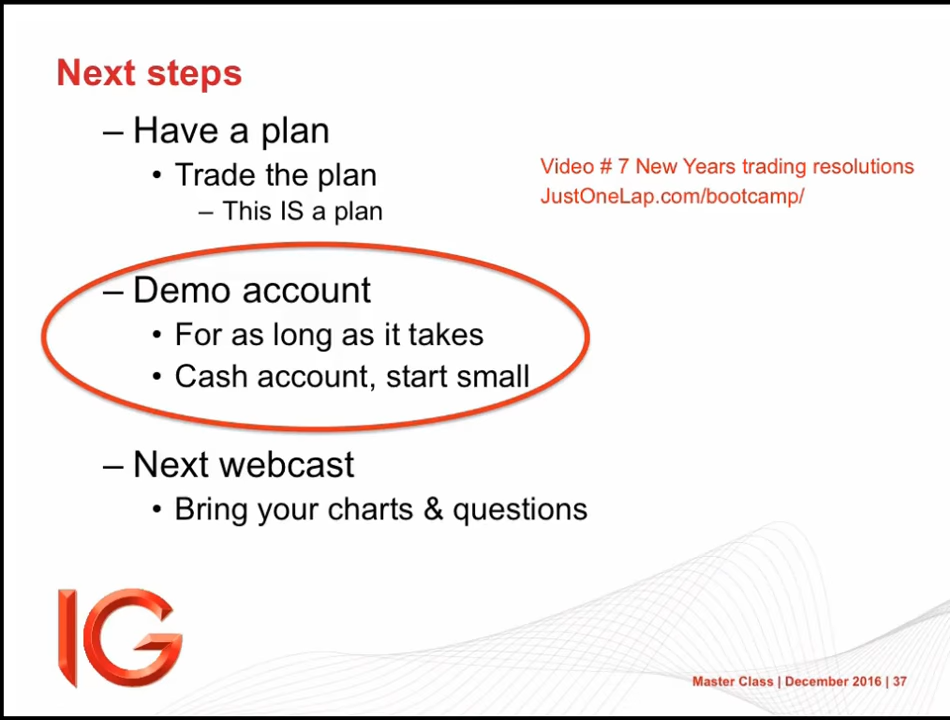 Next steps
– Have a plan
• Trade the plan
– This IS a plan
Video # 7 New Years trading resolutions
JustOneLap.com/bootcamp/
– Demo account
• For as long as it takes
• Cash account, start small
– Next webcast
• Bring your charts & questions
IG
Master Class | December 2016 | 37